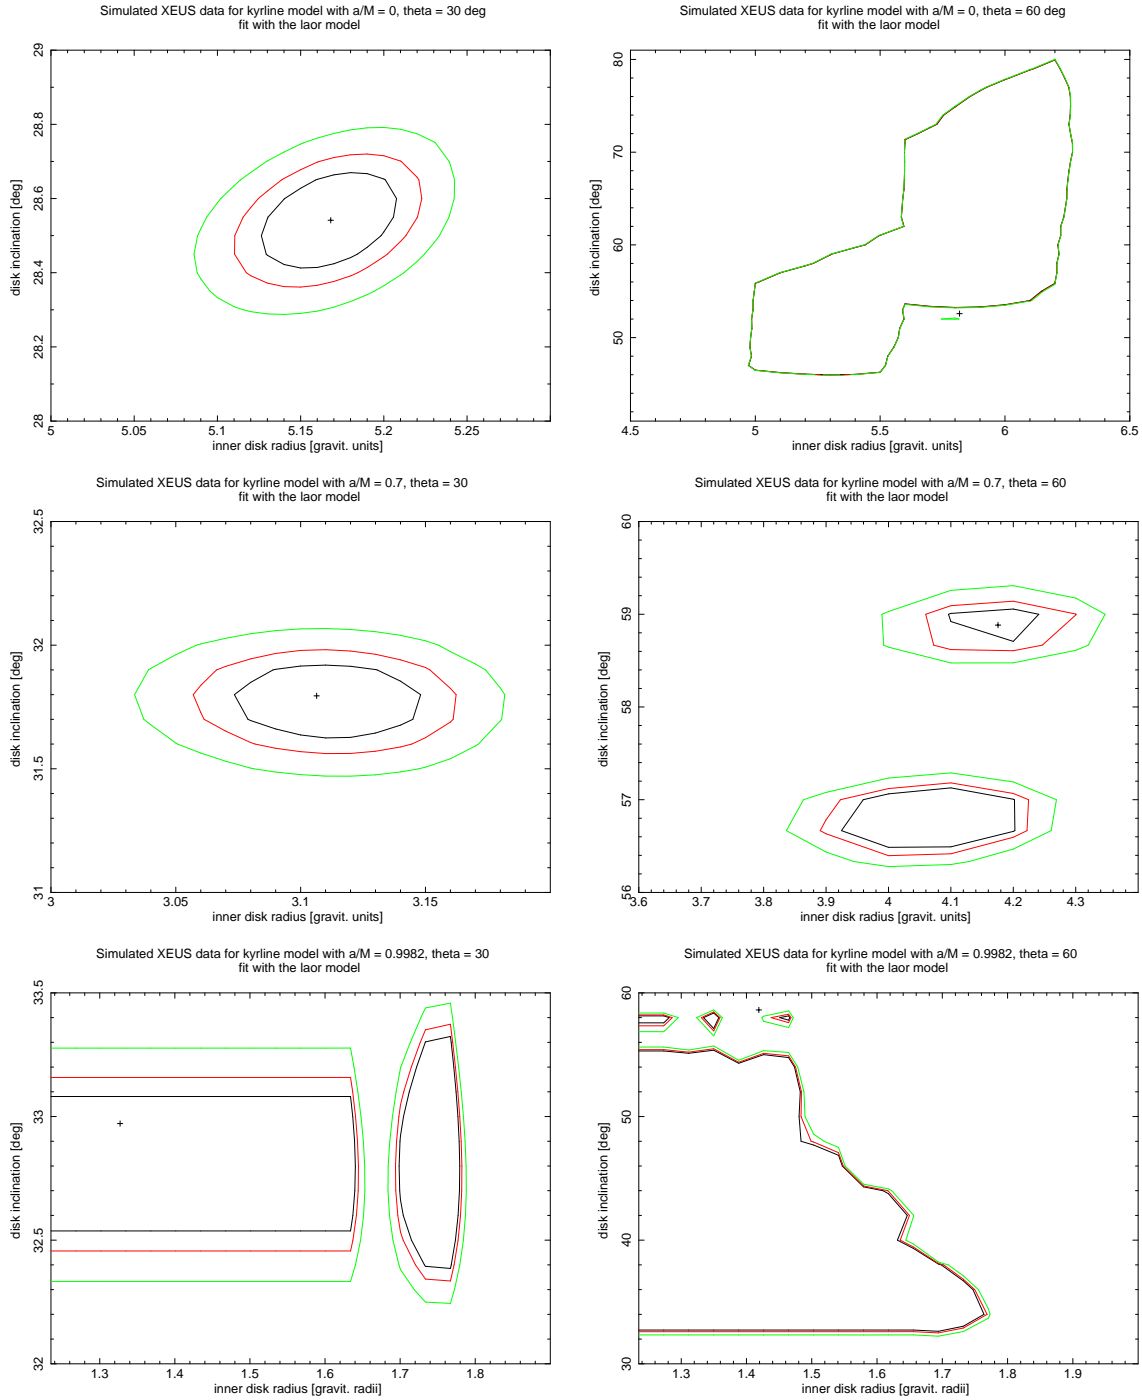 Simulated XEUS data for kyrline model with a/M = 0, theta = 30 deg
fit with the laor model
29
28.8
28.6
28.4
28.2
28
disk inclination [deg]
5
5.05
5.1
5.15
5.2
5.25
inner disk radius [gravit. units]
Simulated XEUS data for kyrline model with a/M = 0, theta = 60 deg
fit with the laor model
80
70
60
50
disk inclination [deg]
4.5
5
5.5
6
6.5
inner disk radius [gravit. units]
Simulated XEUS data for kyrline model with a/M = 0.7, theta = 30
fit with the laor model
32.5
32
31.5
31
disk inclination [deg]
3
3.05
3.1
3.15
inner disk radius [gravit. units]
Simulated XEUS data for kyrline model with a/M = 0.7, theta = 60
fit with the laor model
60
59
58
57
56
disk inclination [deg]
3.6
3.7
3.8
3.9
4
4.1
4.2
4.3
inner disk radius [gravit. units]
Simulated XEUS data for kyrline model with a/M = 0.9982, theta = 30
fit with the laor model
33.5
33
32.5
32
disk inclination [deg]
1.3
1.4
1.5
1.6
1.7
1.8
inner disk radius [gravit. radii]
Simulated XEUS data for kyrline model with a/M = 0.9982, theta = 60
fit with the laor model
60
50
40
30
disk inclination [deg]
1.3
1.4
1.5
1.6
1.7
1.8
1.9
inner disk radius [gravit. radii]